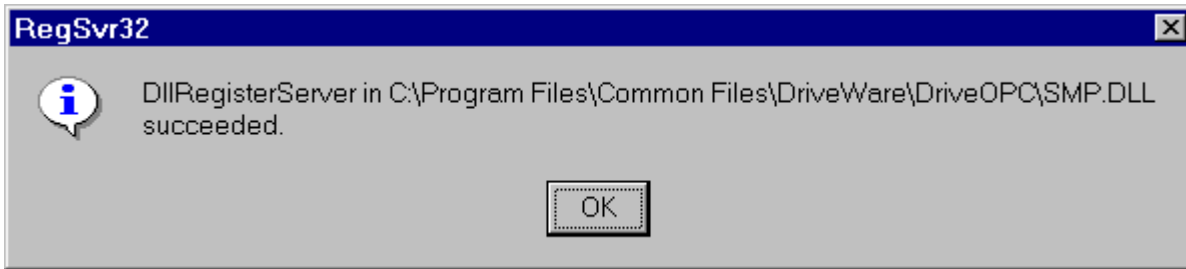 RegSvr32
DllRegisterServer in C:\Program Files\Common Files\DriveWare\DriveOPC\SMP.DLL
succeeded.
OK